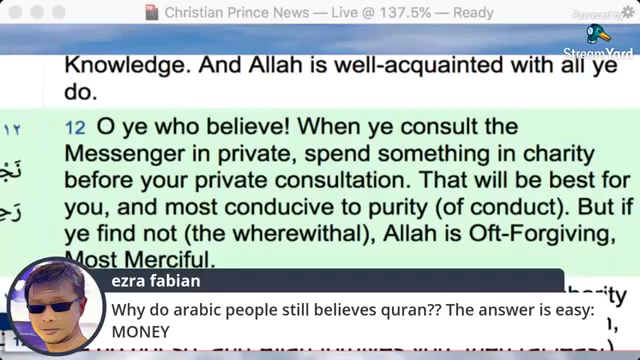 Christian Prince News — Live @ 137.5% — Ready
Powered by
StreamYard
Knowledge. And Allah is well-acquainted with all ye
do.
١٢ 12 O ye who believe! When ye consult the
Messenger in private, spend something in charity
before your private consultation. That will be best for
you, and most conducive to purity (of conduct). But if
ye find not (the wherewithal), Allah is Oft-Forgiving,
Most Merciful.
ezra fabian
Why do arabic people still believes quran?? The answer is easy:
MONEY